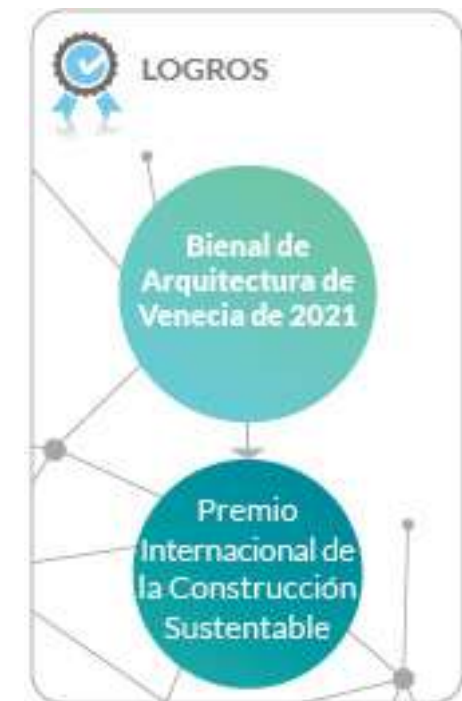 LOGROS
Bienal de
Arquitectura de
Venecia de 2021
Premio
Internacional de
la Construcción
Sustentable